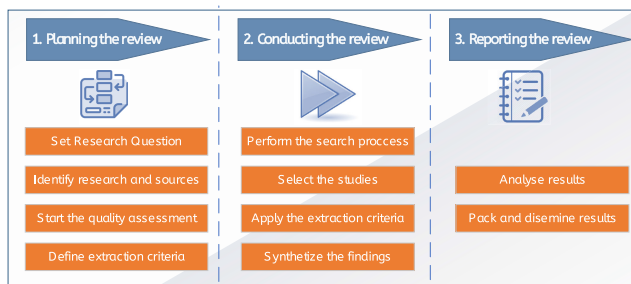 1. Planning the review
Set Research Question
Identify research and sources
Start the quality assessment
Define extraction criteria
2. Conducting the review
Perform the search proccess
Select the studies
Apply the extraction criteria
Synthetize the findings
3. Reporting the review
Analyse results
Pack and disemine results